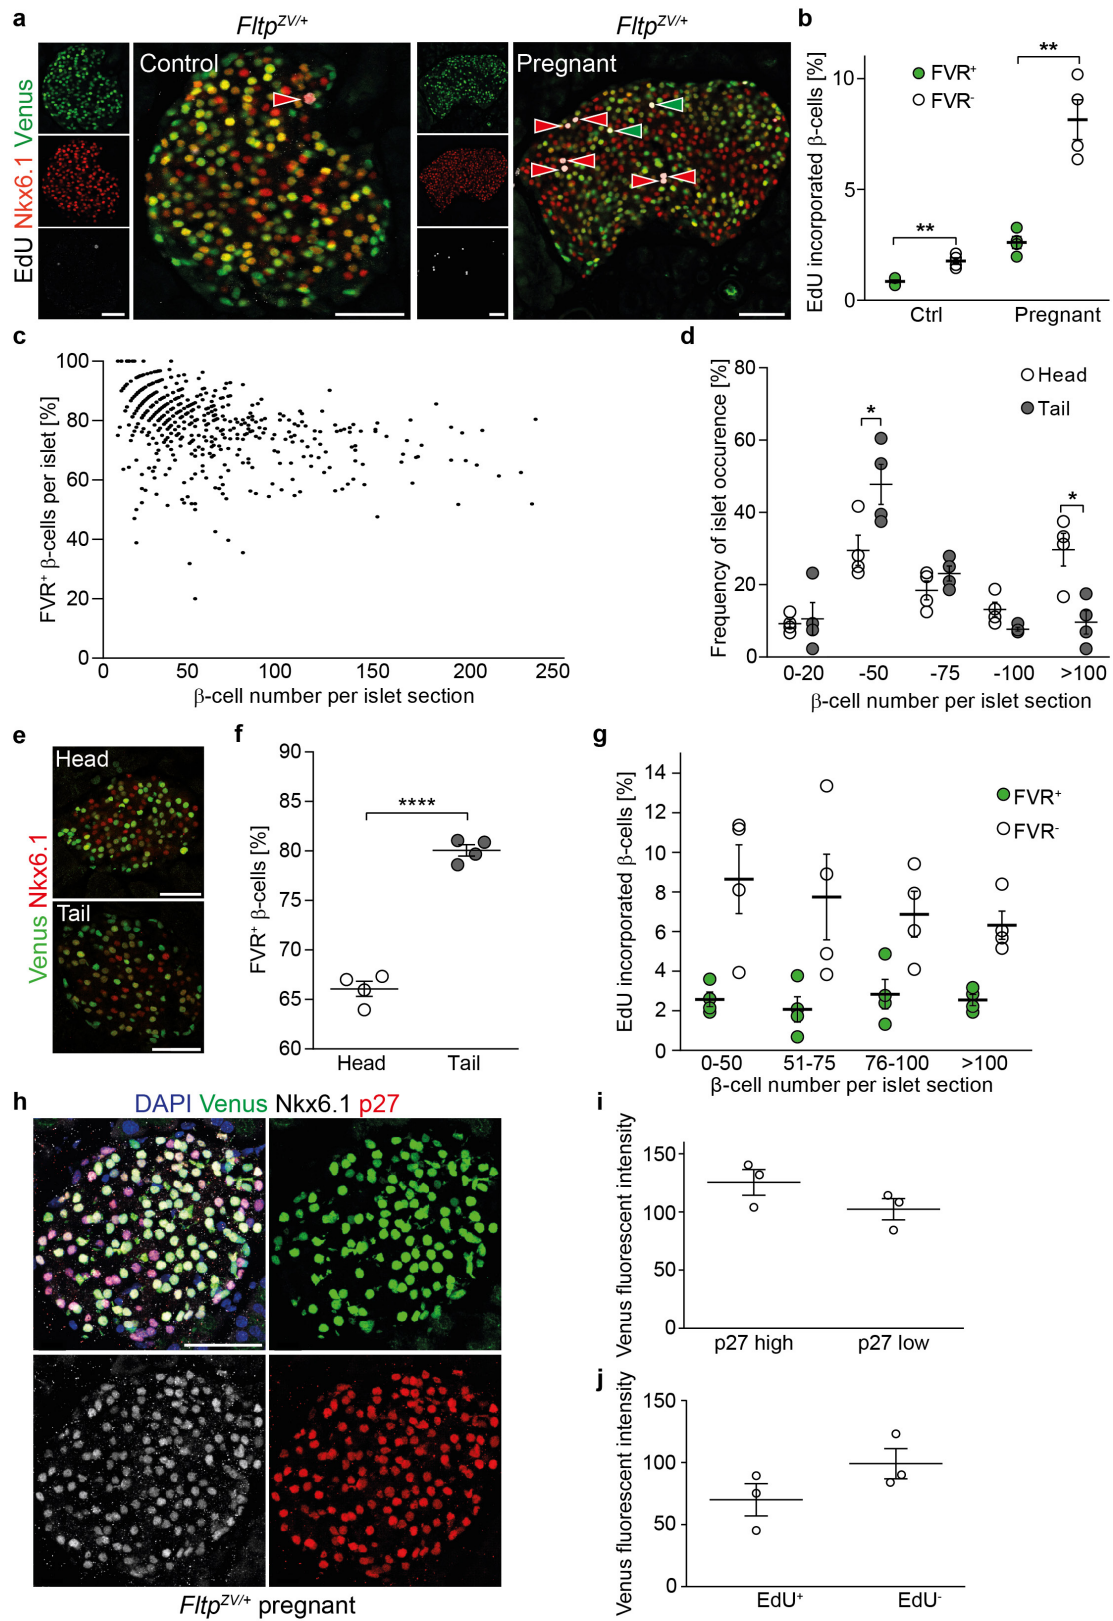 a
Fltp^ZV/+
Fltp^ZV/+
EdU Nkx6.1 Venus
Control
Pregnant
b
EdU incorporated β-cells [%]
FVR⁺
FVR⁻
**
**
10
5
0
Ctrl
Pregnant
c
FVR⁺ β-cells per islet [%]
100
80
60
40
20
0
0
50
100
150
200
250
β-cell number per islet section
d
Frequency of islet occurence [%]
Head
Tail
*
*
80
60
40
20
0
0-20
-50
-75
-100
>100
β-cell number per islet section
e
Venus Nkx6.1
Head
Tail
f
FVR⁺ β-cells [%]
****
90
85
80
75
70
65
60
Head
Tail
g
EdU incorporated β-cells [%]
FVR⁺
FVR⁻
14
12
10
8
6
4
2
0
0-50
51-75
76-100
>100
β-cell number per islet section
h
DAPI Venus Nkx6.1 p27
Fltp^ZV/+ pregnant
i
Venus fluorescent intensity
150
100
50
0
p27 high
p27 low
j
Venus fluorescent intensity
150
100
50
0
EdU⁺
EdU⁻